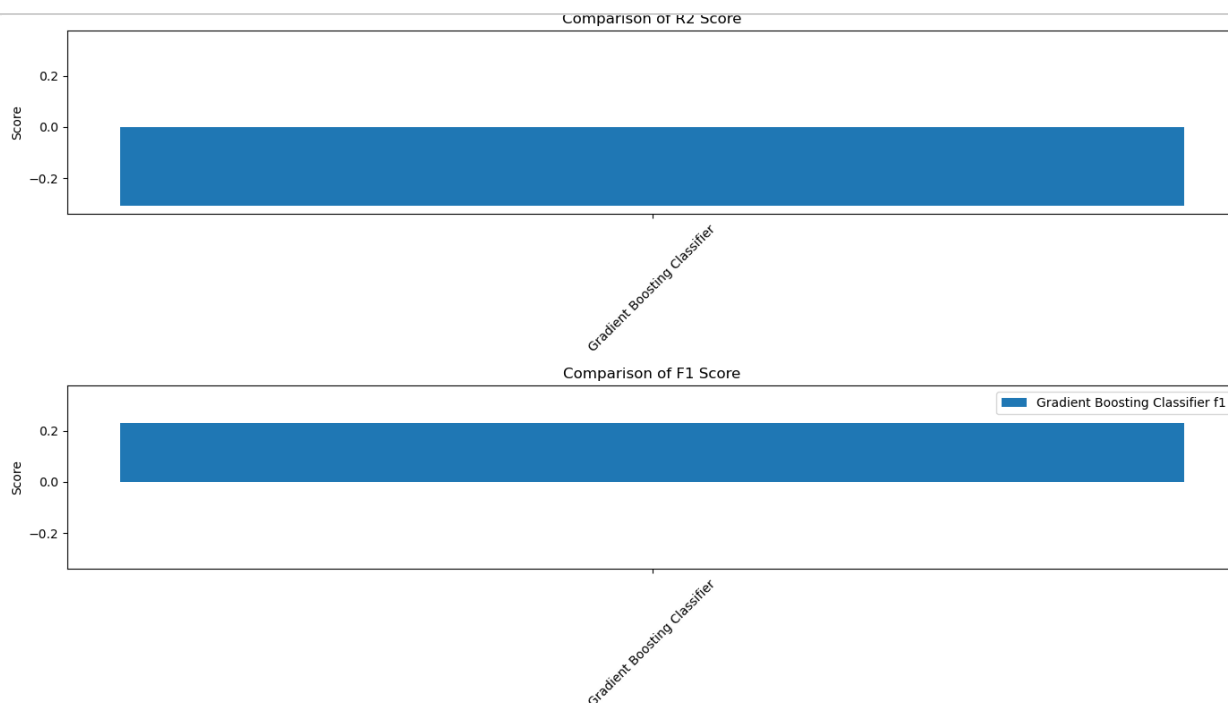 Comparison of R2 Score
0.2
0.0
−0.2
Score
Gradient Boosting Classifier
Comparison of F1 Score
Gradient Boosting Classifier f1
0.2
0.0
−0.2
Score
Gradient Boosting Classifier